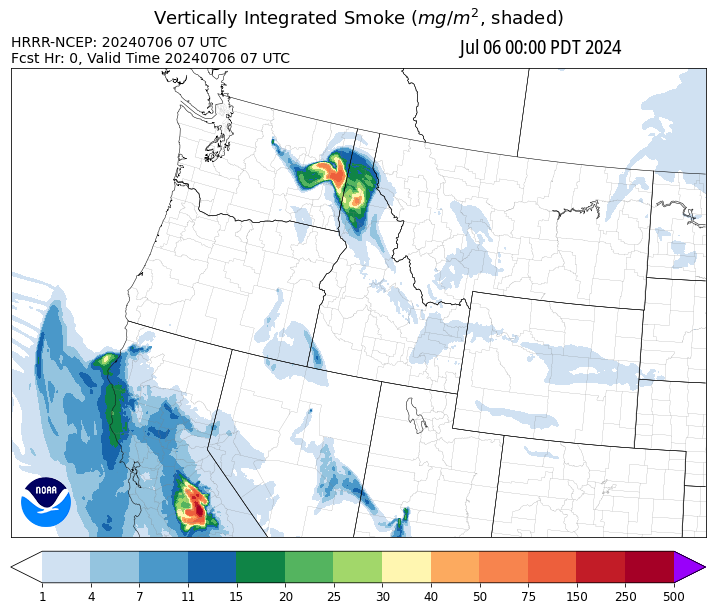 Vertically Integrated Smoke (mg/m², shaded)
HRRR-NCEP: 20240706 07 UTC
Jul 06 00:00 PDT 2024
Fcst Hr: 0, Valid Time 20240706 07 UTC
NOAA
1 4 7 11 15 20 25 30 40 50 75 150 250 500